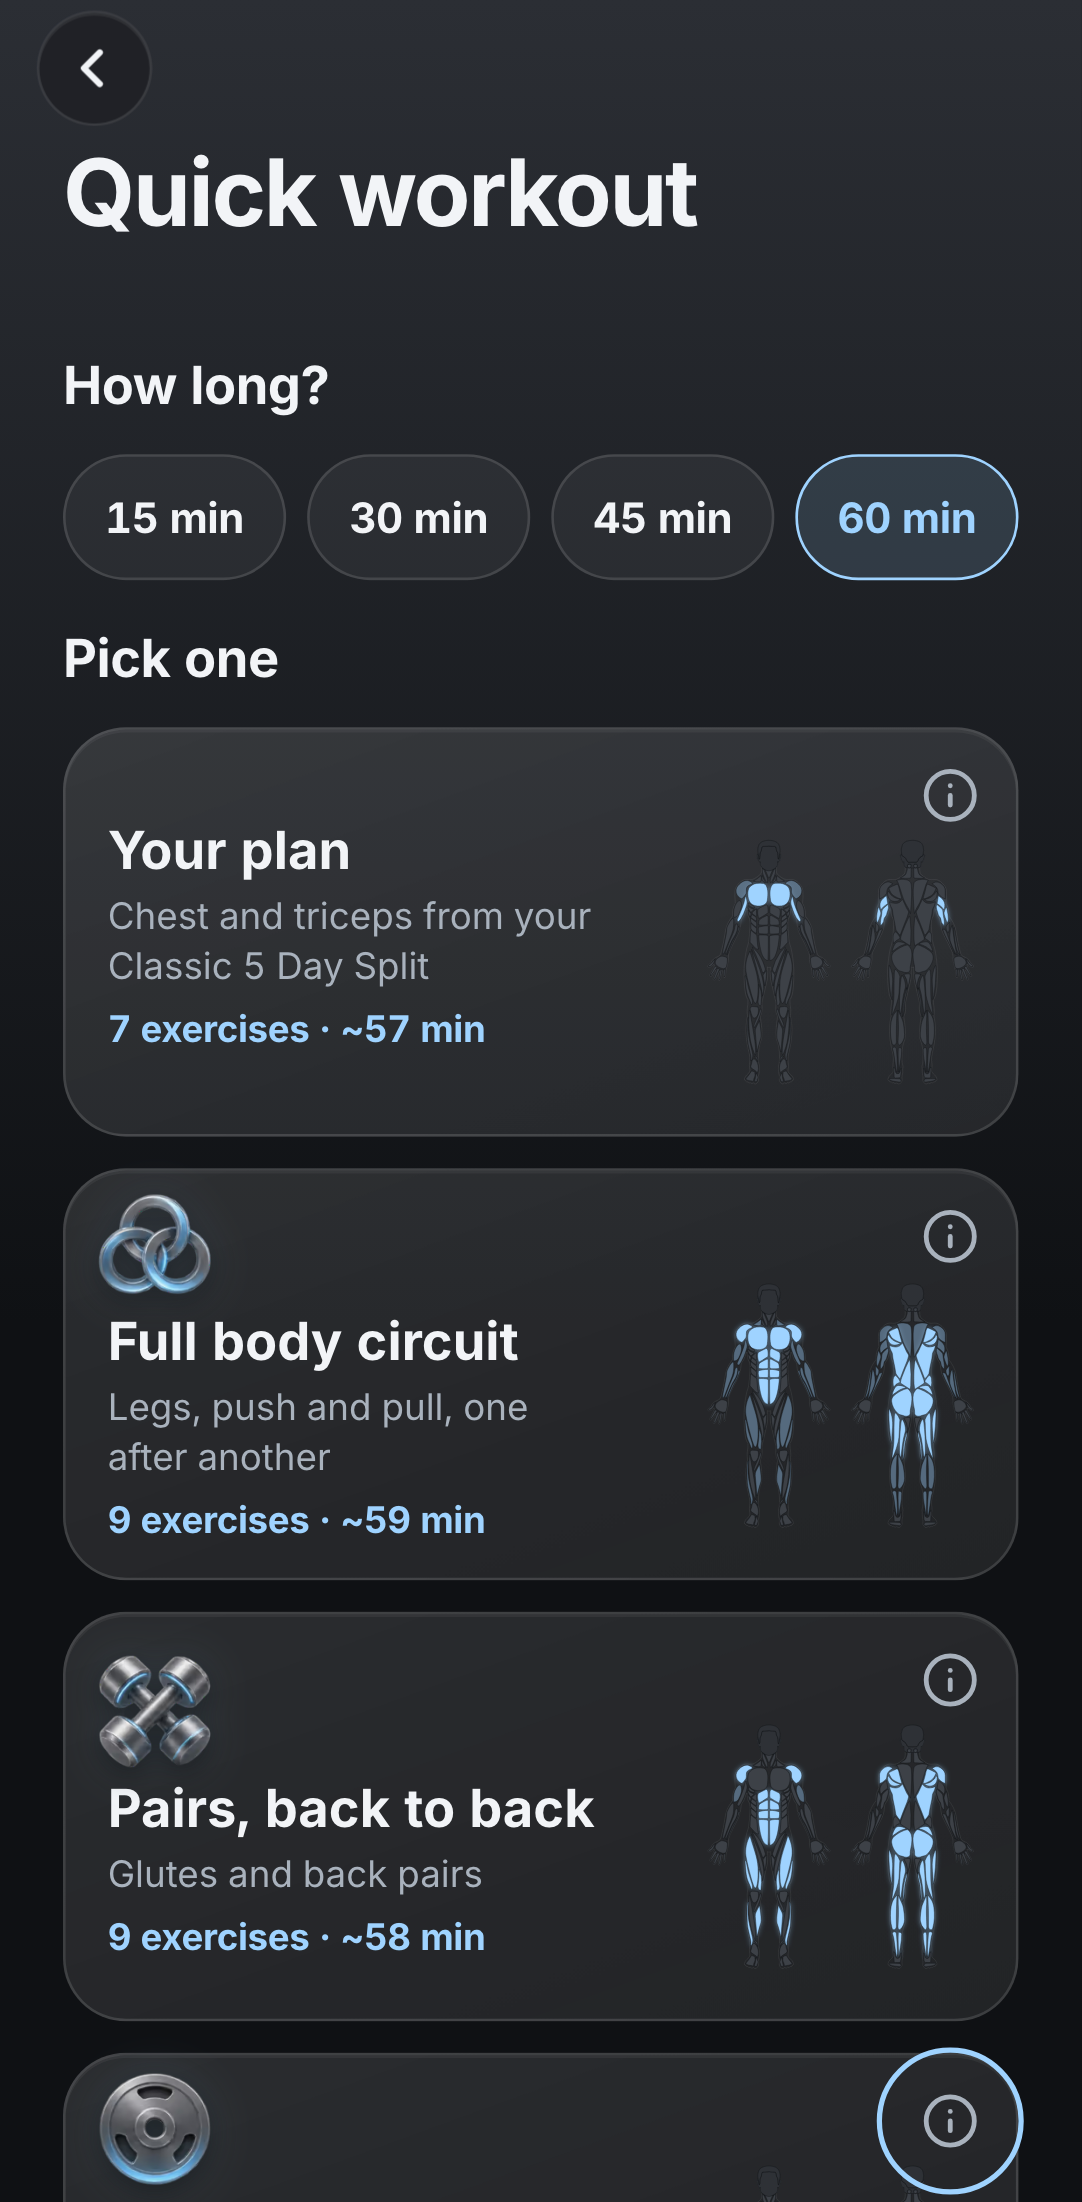 Quick workout
How long?
15 min 30 min 45 min 60 min
Pick one
Your plan
Chest and triceps from your
Classic 5 Day Split
7 exercises · ~57 min
Full body circuit
Legs, push and pull, one
after another
9 exercises · ~59 min
Pairs, back to back
Glutes and back pairs
9 exercises · ~58 min